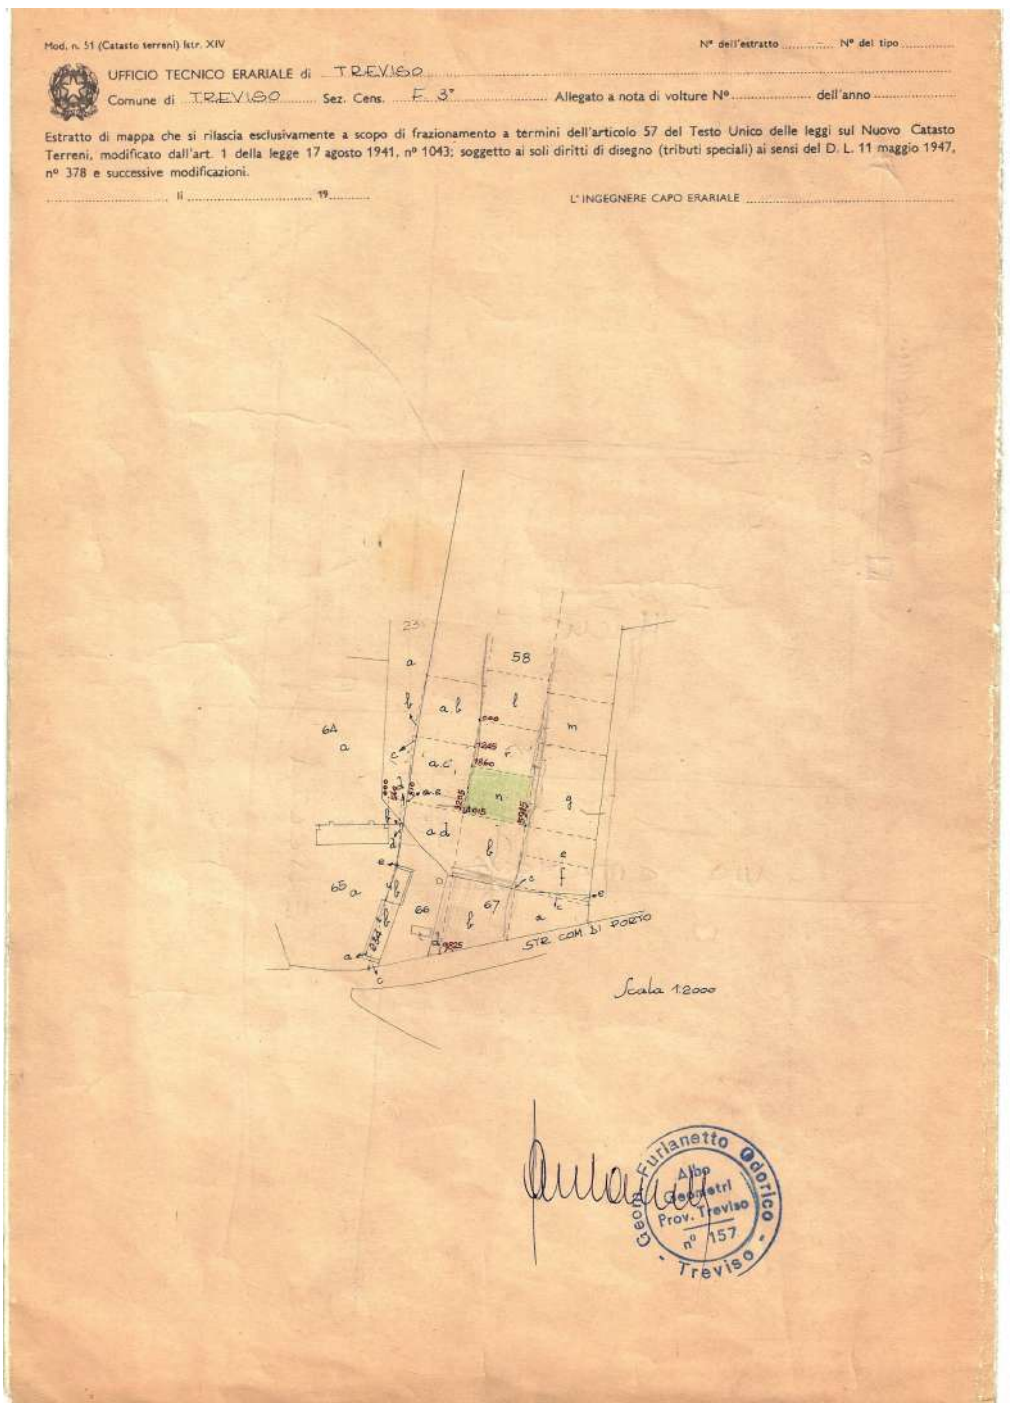 Mod. n. 51 (Catasto terreni) Istr. XIV
N° dell'estratto ............ N° del tipo ............
UFFICIO TECNICO ERARIALE di TREVISO
Comune di TREVISO Sez. Cens. F. 3° Allegato a nota di volture N° ............ dell'anno ............
Estratto di mappa che si rilascia esclusivamente a scopo di frazionamento a termini dell'articolo 57 del Testo Unico delle leggi sul Nuovo Catasto
Terreni, modificato dall'art. 1 della legge 17 agosto 1941, n° 1043; soggetto ai soli diritti di disegno (tributi speciali) ai sensi del D. L. 11 maggio 1947,
n° 378 e successive modificazioni.
............ li ............ 19............
L'INGEGNERE CAPO ERARIALE ............
23
a
58
b
a.b
l
64
a
m
1245
c
a.c
r
1860
a.e
n
g
a.d
b
e
f
e
65 a
66
67
b
c
a
e
9825
a
c
STR. COM. DI PORTO
Scala 1:2000
Geom. Furlanetto Odorico
Albo
Geometri
Prov. Treviso
n° 157
- Treviso -